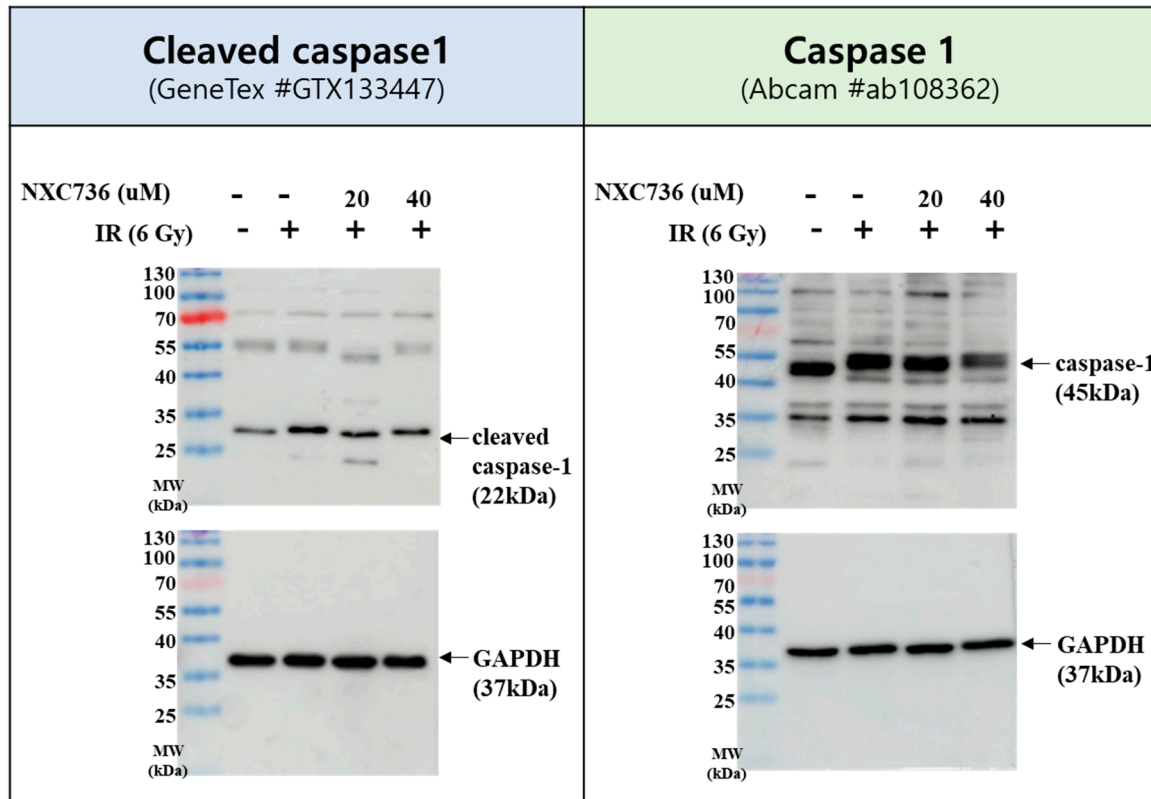 Cleaved caspase1
(GeneTex #GTX133447)
Caspase 1
(Abcam #ab108362)
NXC736 (uM) - - 20 40
IR (6 Gy) - + + +
130
100
70
55
40
35
25
MW
(kDa)
cleaved
caspase-1
(22kDa)
130
100
70
55
40
35
25
MW
(kDa)
GAPDH
(37kDa)
NXC736 (uM) - - 20 40
IR (6 Gy) - + + +
130
100
70
55
40
35
25
MW
(kDa)
caspase-1
(45kDa)
130
100
70
55
40
35
25
MW
(kDa)
GAPDH
(37kDa)